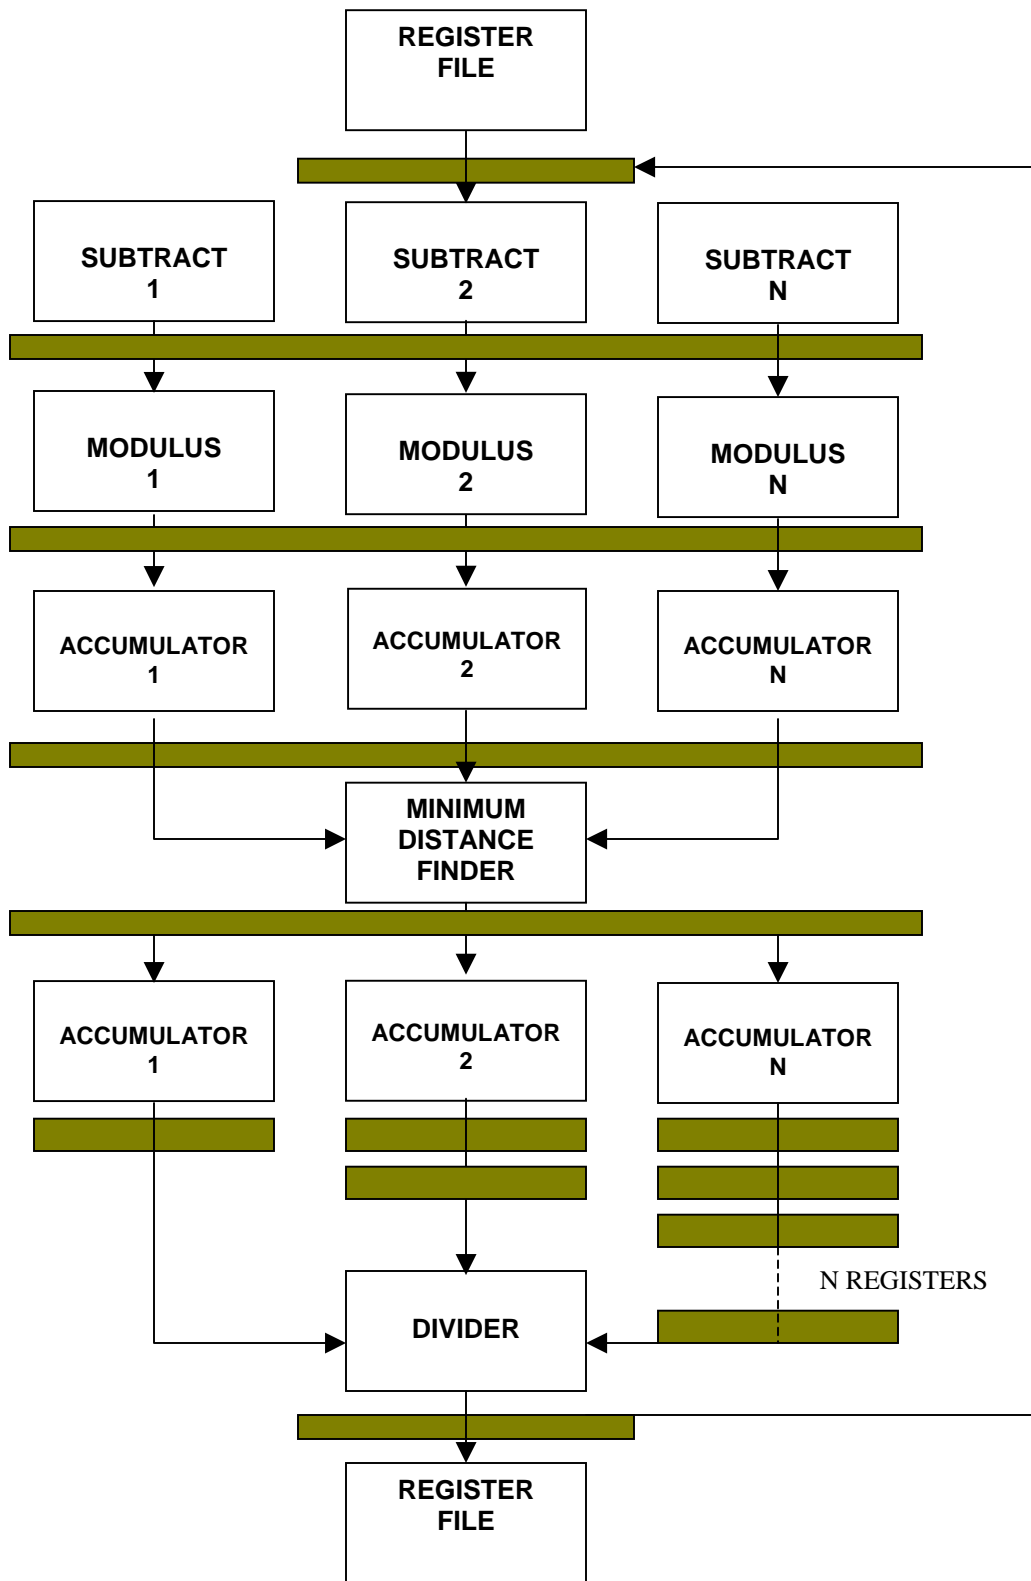 REGISTER
FILE
SUBTRACT
1
SUBTRACT
2
SUBTRACT
N
MODULUS
1
MODULUS
2
MODULUS
N
ACCUMULATOR
1
ACCUMULATOR
2
ACCUMULATOR
N
MINIMUM
DISTANCE
FINDER
ACCUMULATOR
1
ACCUMULATOR
2
ACCUMULATOR
N
N REGISTERS
DIVIDER
REGISTER
FILE